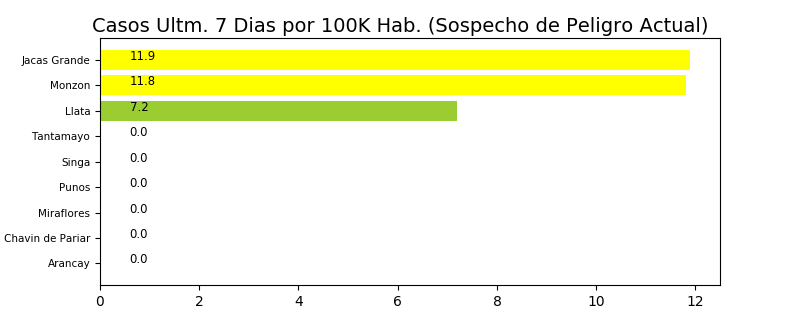 Casos Ultm. 7 Dias por 100K Hab. (Sospecho de Peligro Actual)
Jacas Grande 11.9
Monzon 11.8
Llata 7.2
Tantamayo 0.0
Singa 0.0
Punos 0.0
Miraflores 0.0
Chavin de Pariar 0.0
Arancay 0.0
0 2 4 6 8 10 12